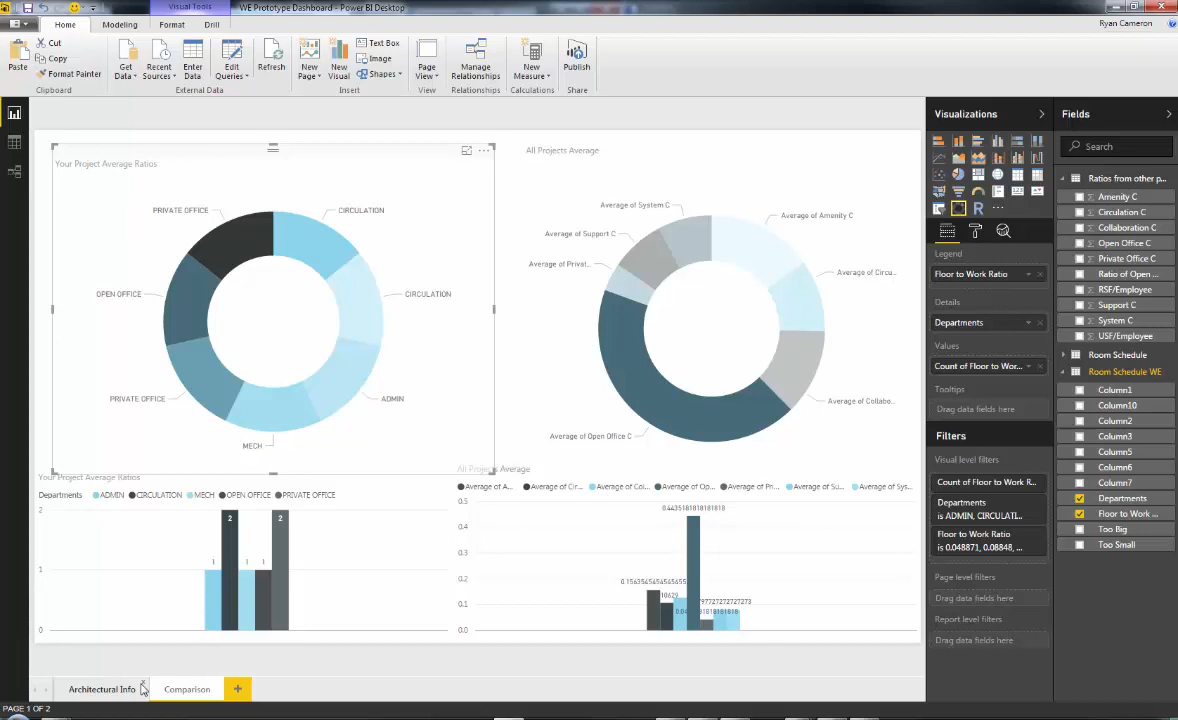 Visual Tools
WE Prototype Dashboard - Power BI Desktop
Home
Modeling
Format
Drill
Ryan Cameron
Paste
Cut
Copy
Format Painter
Clipboard
Get Data
Recent Sources
Enter Data
Edit Queries
Refresh
External Data
New Page
New Visual
Text Box
Image
Shapes
Insert
Page View
View
Manage Relationships
Relationships
New Measure
Calculations
Publish
Share
Your Project Average Ratios
PRIVATE OFFICE
CIRCULATION
OPEN OFFICE
CIRCULATION
PRIVATE OFFICE
ADMIN
MECH
All Projects Average
Average of System C
Average of Amenity C
Average of Support C
Average of Privat...
Average of Circu...
Average of Collabo...
Average of Open Office C
Your Project Average Ratios
Departments ADMIN CIRCULATION MECH OPEN OFFICE PRIVATE OFFICE
2
1
0
1 2 1 1 2
All Projects Average
Average of A... Average of Cir... Average of Col... Average of Op... Average of Pri... Average of Su... Average of Sys...
0.5
0.4
0.3
0.2
0.1
0.0
0.4435181818181818
Architectural Info
Comparison
PAGE 1 OF 2
Visualizations
R
Legend
Floor to Work Ratio
Details
Departments
Values
Count of Floor to Wor...
Tooltips
Drag data fields here
Filters
Visual level filters
Count of Floor to Work R...
Departments
is ADMIN, CIRCULATI...
Floor to Work Ratio
is 0.048871, 0.08848, ...
Page level filters
Drag data fields here
Report level filters
Drag data fields here
Fields
Search
Ratios from other p...
Amenity C
Circulation C
Collaboration C
Open Office C
Private Office C
Ratio of Open ...
RSF/Employee
Support C
System C
USF/Employee
Room Schedule
Room Schedule WE
Column1
Column10
Column2
Column3
Column5
Column6
Column7
Departments
Floor to Work ...
Too Big
Too Small